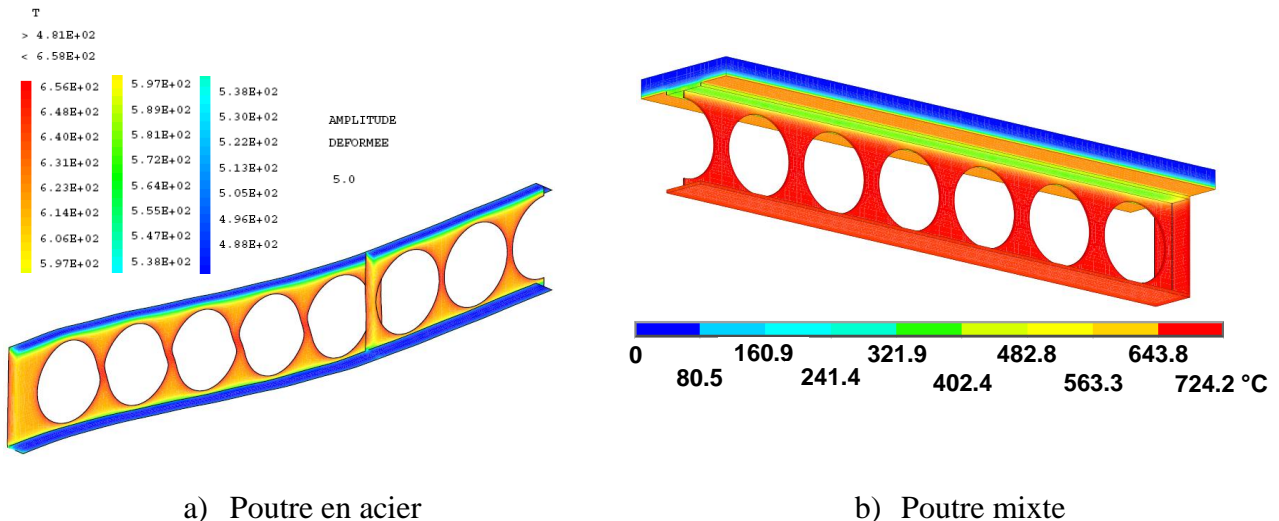 T
> 4.81E+02
< 6.58E+02
6.56E+02
6.48E+02
6.40E+02
6.31E+02
6.23E+02
6.14E+02
6.06E+02
5.97E+02
5.97E+02
5.89E+02
5.81E+02
5.72E+02
5.64E+02
5.55E+02
5.47E+02
5.38E+02
5.38E+02
5.30E+02
5.22E+02
5.13E+02
5.05E+02
4.96E+02
4.88E+02
AMPLITUDE
DEFORMEE
5.0
0 160.9 321.9 482.8 643.8
80.5 241.4 402.4 563.3 724.2 °C
a) Poutre en acier
b) Poutre mixte